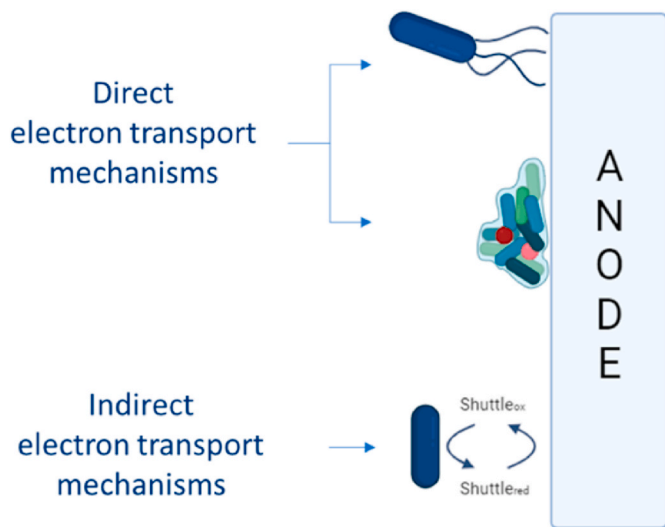 Direct
electron transport
mechanisms
A
N
O
D
E
Indirect
electron transport
mechanisms
Shuttleox
Shuttlered